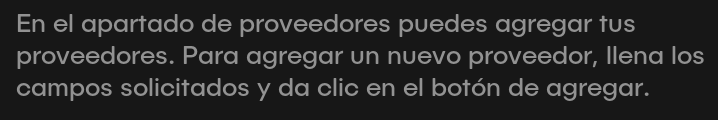 En el apartado de proveedores puedes agregar tus
proveedores. Para agregar un nuevo proveedor, llena los
campos solicitados y da clic en el botón de agregar.